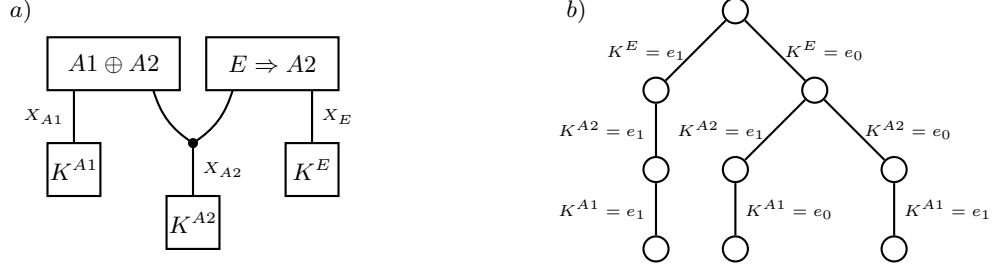 a) b)
A1 ⊕ A2 E ⇒ A2
X_{A1} X_E
X_{A2}
K^{A1} K^E
K^{A2}
K^E = e_1 K^E = e_0
K^{A2} = e_1 K^{A2} = e_1 K^{A2} = e_0
K^{A1} = e_1 K^{A1} = e_0 K^{A1} = e_1